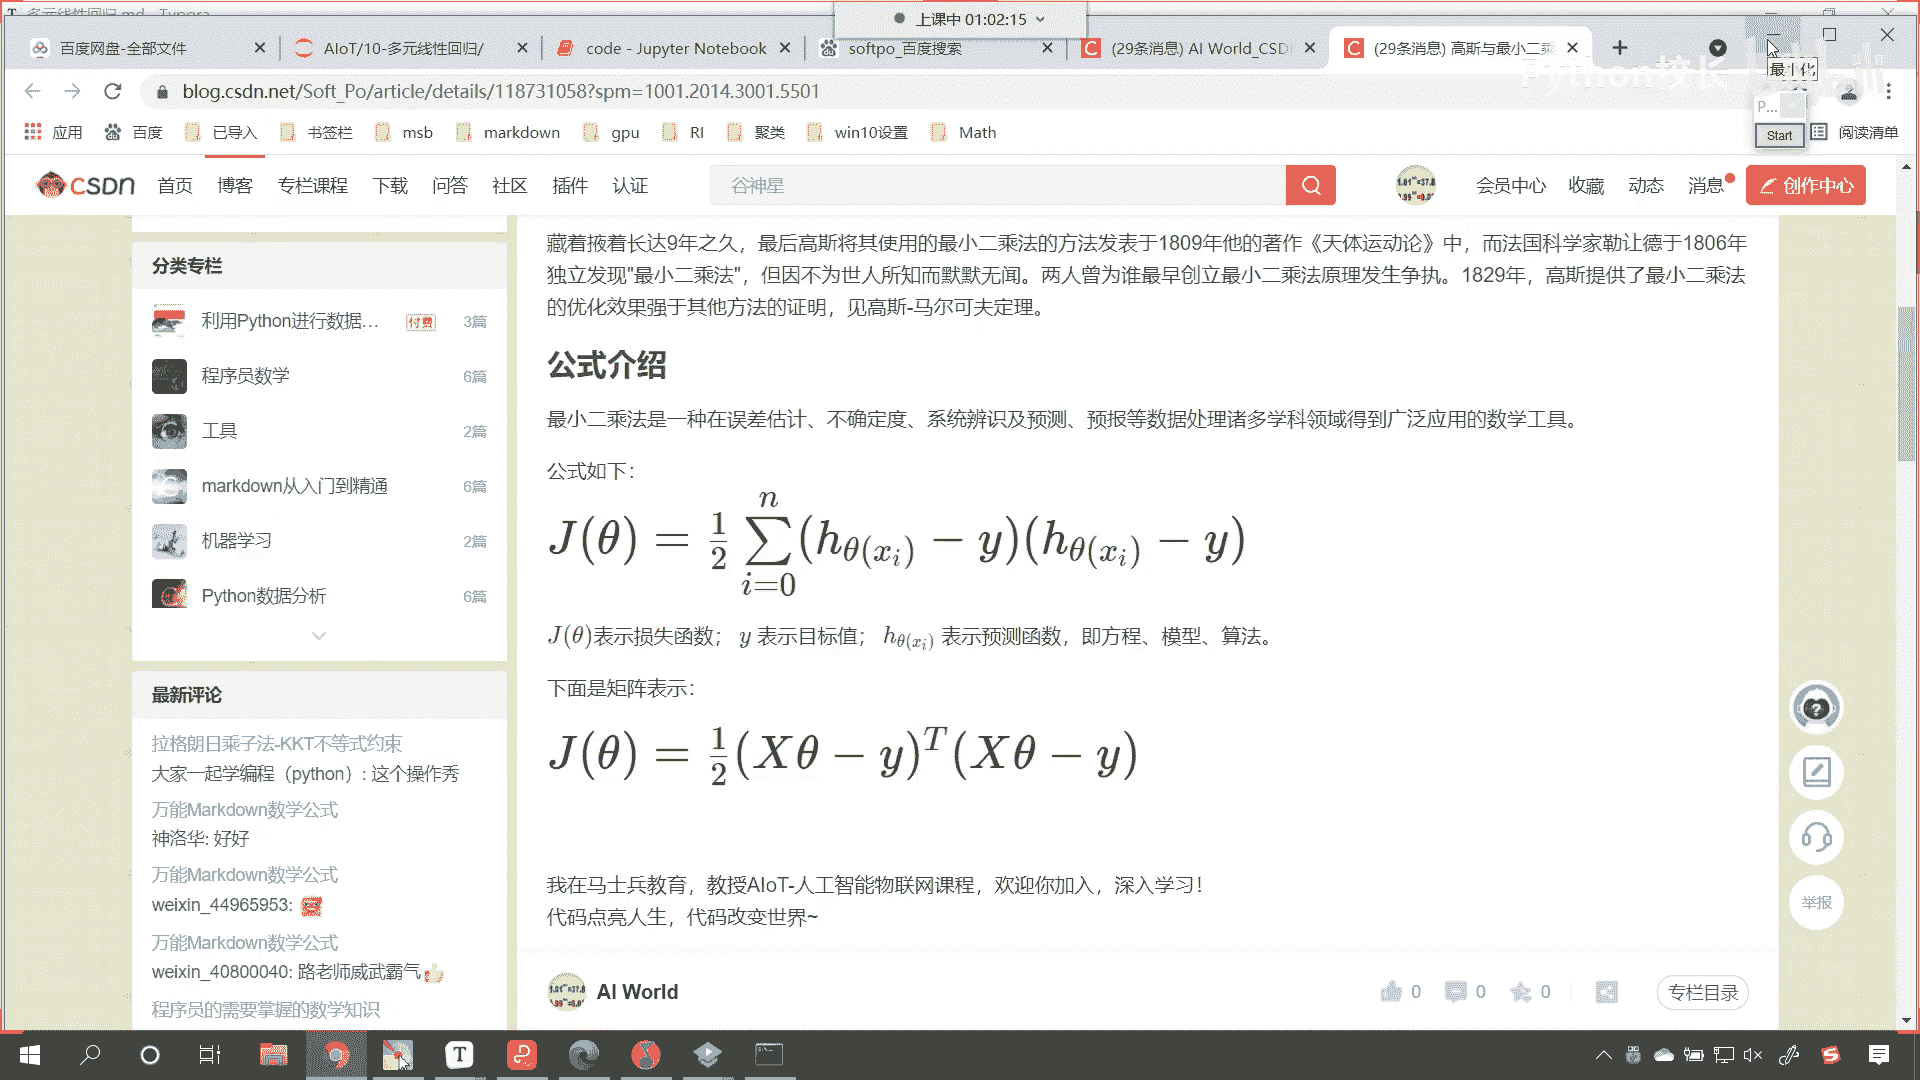 多元线性回归.md - Typora
上课中 01:02:15
百度网盘-全部文件
AIoT/10-多元线性回归/
code - Jupyter Notebook
softpo_百度搜索
(29条消息) AI World_CSD
(29条消息) 高斯与最小二乘
Python校长
最小化
blog.csdn.net/Soft_Po/article/details/118731058?spm=1001.2014.3001.5501
P...
应用
百度
已导入
书签栏
msb
markdown
gpu
RI
聚类
win10设置
Math
Start
阅读清单
CSDN
首页
博客
专栏课程
下载
问答
社区
插件
认证
谷神星
会员中心
收藏
动态
消息
创作中心
分类专栏
利用Python进行数据... 付费 3篇
程序员数学 6篇
工具 2篇
markdown从入门到精通 6篇
机器学习 2篇
Python数据分析 6篇
最新评论
拉格朗日乘子法-KKT不等式约束
大家一起学编程（python）: 这个操作秀
万能Markdown数学公式
神洛华: 好好
万能Markdown数学公式
weixin_44965953:
万能Markdown数学公式
weixin_40800040: 路老师威武霸气
程序员的需要掌握的数学知识
藏着掖着长达9年之久，最后高斯将其使用的最小二乘法的方法发表于1809年他的著作《天体运动论》中，而法国科学家勒让德于1806年
独立发现"最小二乘法"，但因不为世人所知而默默无闻。两人曾为谁最早创立最小二乘法原理发生争执。1829年，高斯提供了最小二乘法
的优化效果强于其他方法的证明，见高斯-马尔可夫定理。
公式介绍
最小二乘法是一种在误差估计、不确定度、系统辨识及预测、预报等数据处理诸多学科领域得到广泛应用的数学工具。
公式如下：
J(θ) = 1/2 ∑_{i=0}^{n} (h_{θ(x_i)} − y)(h_{θ(x_i)} − y)
J(θ)表示损失函数； y 表示目标值； h_{θ(x_i)} 表示预测函数，即方程、模型、算法。
下面是矩阵表示：
J(θ) = 1/2 (Xθ − y)^T (Xθ − y)
我在马士兵教育，教授AIoT-人工智能物联网课程，欢迎你加入，深入学习！
代码点亮人生，代码改变世界~
AI World
0
0
0
专栏目录
举报